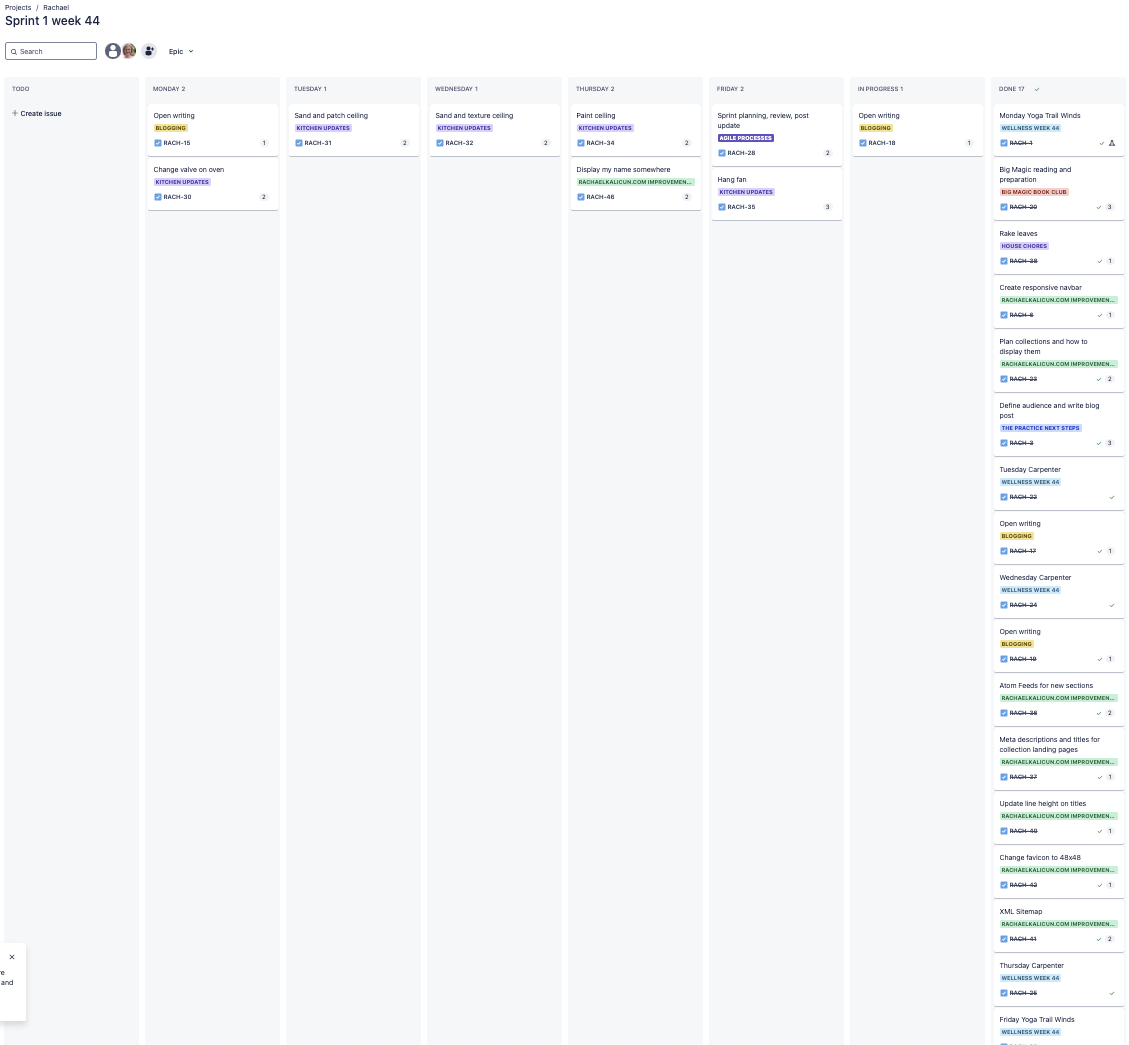 Projects / Rachael
Sprint 1 week 44
Search
Epic
TODO
+ Create issue
MONDAY 2
Open writing
BLOGGING
RACH-15
1
Change valve on oven
KITCHEN UPDATES
RACH-30
2
TUESDAY 1
Sand and patch ceiling
KITCHEN UPDATES
RACH-31
2
WEDNESDAY 1
Sand and texture ceiling
KITCHEN UPDATES
RACH-32
2
THURSDAY 2
Paint ceiling
KITCHEN UPDATES
RACH-34
2
Display my name somewhere
RACHAELKALICUN.COM IMPROVEMEN...
RACH-46
2
FRIDAY 2
Sprint planning, review, post
update
AGILE PROCESSES
RACH-28
2
Hang fan
KITCHEN UPDATES
RACH-35
3
IN PROGRESS 1
Open writing
BLOGGING
RACH-18
1
DONE 17
Monday Yoga Trail Winds
WELLNESS WEEK 44
RACH-1
Big Magic reading and
preparation
BIG MAGIC BOOK CLUB
RACH-20
3
Rake leaves
HOUSE CHORES
RACH-38
1
Create responsive navbar
RACHAELKALICUN.COM IMPROVEMEN...
RACH-6
1
Plan collections and how to
display them
RACHAELKALICUN.COM IMPROVEMEN...
RACH-23
2
Define audience and write blog
post
THE PRACTICE NEXT STEPS
RACH-3
3
Tuesday Carpenter
WELLNESS WEEK 44
RACH-22
Open writing
BLOGGING
RACH-17
1
Wednesday Carpenter
WELLNESS WEEK 44
RACH-24
Open writing
BLOGGING
RACH-19
1
Atom Feeds for new sections
RACHAELKALICUN.COM IMPROVEMEN...
RACH-36
2
Meta descriptions and titles for
collection landing pages
RACHAELKALICUN.COM IMPROVEMEN...
RACH-37
1
Update line height on titles
RACHAELKALICUN.COM IMPROVEMEN...
RACH-40
1
Change favicon to 48x48
RACHAELKALICUN.COM IMPROVEMEN...
RACH-42
1
XML Sitemap
RACHAELKALICUN.COM IMPROVEMEN...
RACH-41
2
Thursday Carpenter
WELLNESS WEEK 44
RACH-25
Friday Yoga Trail Winds
WELLNESS WEEK 44
re
and